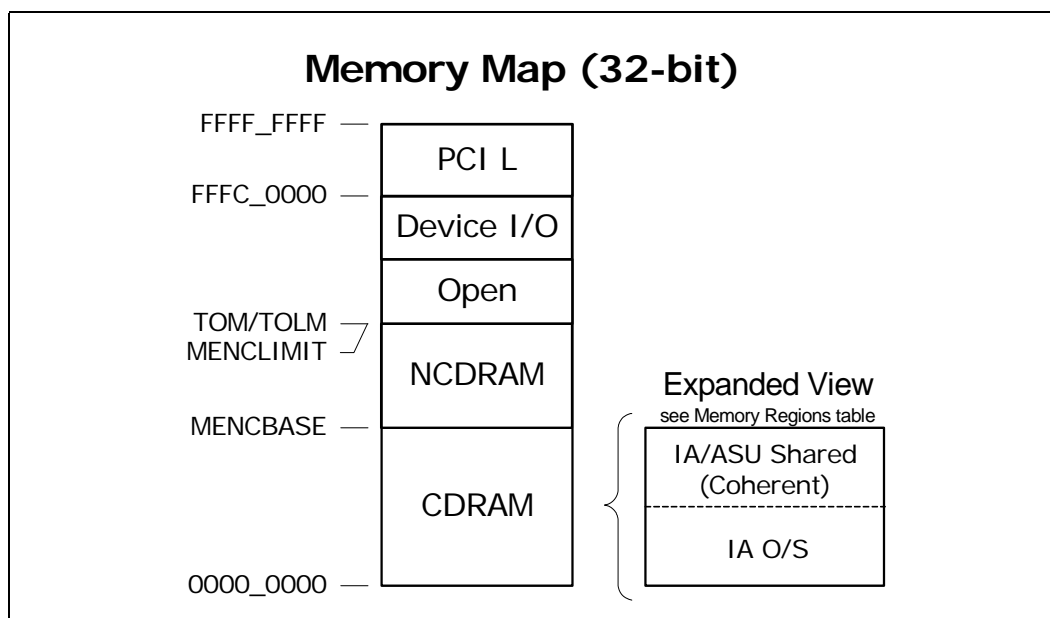 Memory Map (32-bit)
FFFF_FFFF
PCI L
FFFC_0000
Device I/O
Open
TOM/TOLM
MENCLIMIT
NCDRAM
MENCBASE
CDRAM
0000_0000
Expanded View
see Memory Regions table
IA/ASU Shared
(Coherent)
IA O/S